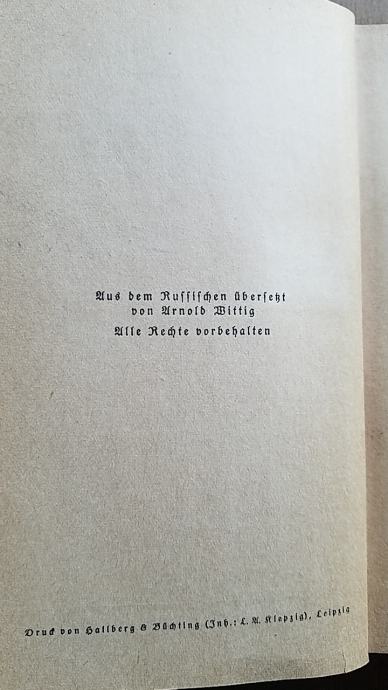 Aus dem Russischen übersetzt
von Arnold Wittig
Alle Rechte vorbehalten
Druck von Hallberg & Büchting (Inh.: L. A. Klepzig), Leipzig